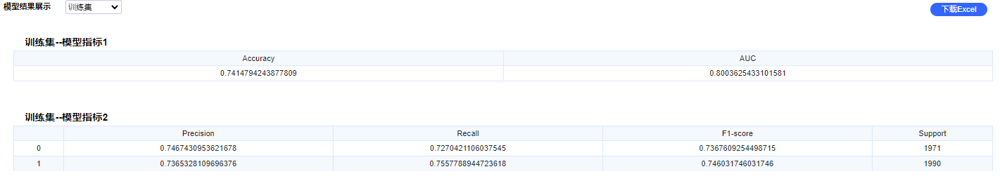 模型结果展示 训练集 下载Excel
训练集--模型指标1
Accuracy AUC
0.7414794243877809 0.8003625433101581
训练集--模型指标2
Precision Recall F1-score Support
0 0.7467430953621678 0.7270421106037545 0.7367609254498715 1971
1 0.7365328109696376 0.7557788944723618 0.746031746031746 1990